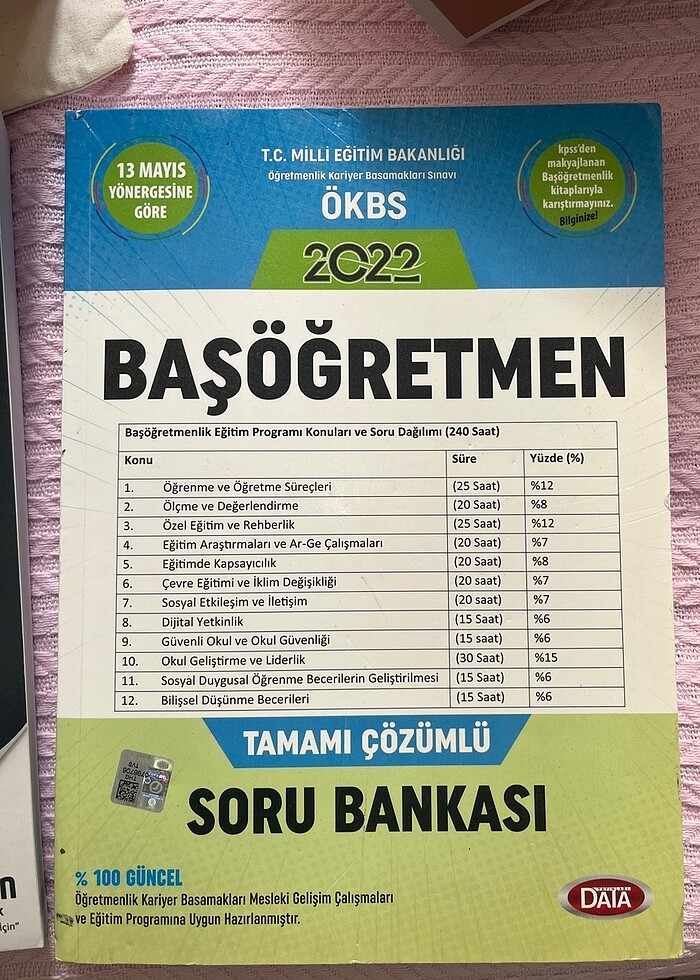 13 MAYIS
YÖNERGESİNE
GÖRE
T.C. MİLLİ EĞİTİM BAKANLIĞI
Öğretmenlik Kariyer Basamakları Sınavı
ÖKBS
2022
kpss'den
makyajlanan
Başöğretmenlik
kitaplarıyla
karıştırmayınız.
Bilginize!
BAŞÖĞRETMEN
Başöğretmenlik Eğitim Programı Konuları ve Soru Dağılımı (240 Saat)
Konu Süre Yüzde (%)
1. Öğrenme ve Öğretme Süreçleri (25 Saat) %12
2. Ölçme ve Değerlendirme (20 Saat) %8
3. Özel Eğitim ve Rehberlik (25 Saat) %12
4. Eğitim Araştırmaları ve Ar-Ge Çalışmaları (20 Saat) %7
5. Eğitimde Kapsayıcılık (20 Saat) %8
6. Çevre Eğitimi ve İklim Değişikliği (20 saat) %7
7. Sosyal Etkileşim ve İletişim (20 saat) %7
8. Dijital Yetkinlik (15 Saat) %6
9. Güvenli Okul ve Okul Güvenliği (15 saat) %6
10. Okul Geliştirme ve Liderlik (30 Saat) %15
11. Sosyal Duygusal Öğrenme Becerilerin Geliştirilmesi (15 Saat) %6
12. Bilişsel Düşünme Becerileri (15 Saat) %6
TAMAMI ÇÖZÜMLÜ
SORU BANKASI
% 100 GÜNCEL
Öğretmenlik Kariyer Basamakları Mesleki Gelişim Çalışmaları
ve Eğitim Programına Uygun Hazırlanmıştır.
YAYINLARI
DATA